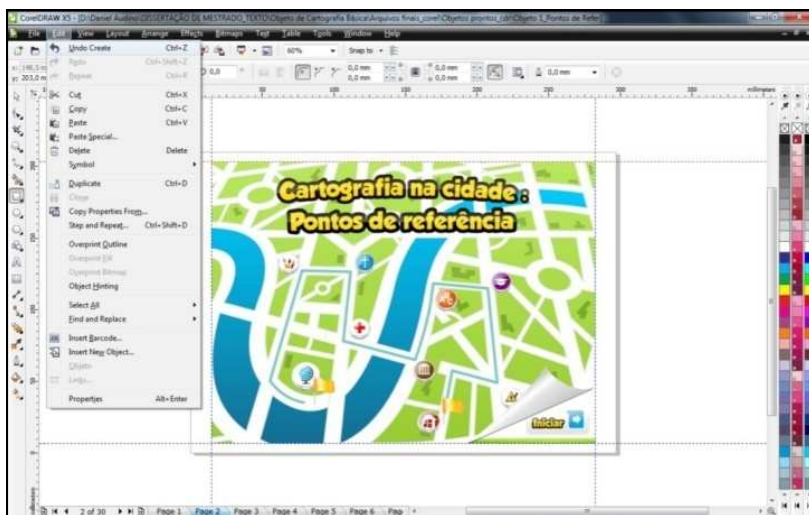 CorelDRAW X5 - [D:\Daniel Audino\DISSERTAÇÃO DE MESTRADO_TEXTO\Objeto de Cartografia Básica\Arquivos finais_corel\Objetos prontos_cdr\Objeto 1_Pontos de Refer
File Edit View Layout Arrange Effects Bitmaps Text Table Tools Window Help
60% Snap to
203,0 m 0,0 0,0 mm 0,0 mm 0,0 mm
0,0 mm 0,0 mm
Undo Create Ctrl+Z
Redo Ctrl+Shift+Z
Repeat Ctrl+R
Cut Ctrl+X
Copy Ctrl+C
Paste Ctrl+V
Paste Special...
Delete Delete
Symbol
Duplicate Ctrl+D
Clone
Copy Properties From...
Step and Repeat... Ctrl+Shift+D
Overprint Outline
Overprint Fill
Overprint Bitmap
Object Hinting
Select All
Find and Replace
Insert Barcode...
Insert New Object...
Object
Links...
Properties Alt+Enter
millimeters
Cartografia na cidade :
Pontos de referência
Iniciar
2 of 30 Page 1 Page 2 Page 3 Page 4 Page 5 Page 6 Pag